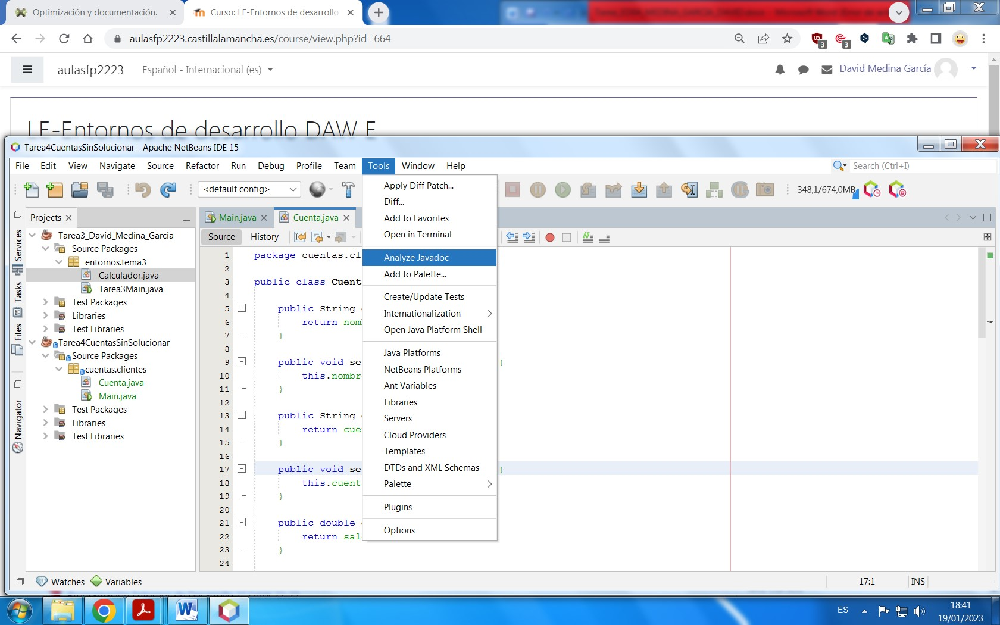 Optimización y documentación.
Curso: LE-Entornos de desarrollo
aulasfp2223.castillalamancha.es/course/view.php?id=664
3
3
aulasfp2223
Español - Internacional (es)
David Medina García
LE-Entornos de desarrollo DAW E
Tarea4CuentasSinSolucionar - Apache NetBeans IDE 15
File Edit View Navigate Source Refactor Run Debug Profile Team Tools Window Help
Search (Ctrl+I)
<default config>
348,1/674,0MB
Projects
Main.java
Cuenta.java
Source
History
Services
Tasks
Files
Navigator
Tarea3_David_Medina_Garcia
Source Packages
entornos.tema3
Calculador.java
Tarea3Main.java
Test Packages
Libraries
Test Libraries
Tarea4CuentasSinSolucionar
Source Packages
cuentas.clientes
Cuenta.java
Main.java
Test Packages
Libraries
Test Libraries
1 package cuentas.cl
2
3 public class Cuent
4
5 public String
6 return nom
7 }
8
9 public void se {
10 this.nombr
11 }
12
13 public String
14 return cue
15 }
16
17 public void se {
18 this.cuent
19 }
20
21 public double
22 return sal
23 }
24
Apply Diff Patch...
Diff...
Add to Favorites
Open in Terminal
Analyze Javadoc
Add to Palette...
Create/Update Tests
Internationalization
Open Java Platform Shell
Java Platforms
NetBeans Platforms
Ant Variables
Libraries
Servers
Cloud Providers
Templates
DTDs and XML Schemas
Palette
Plugins
Options
Watches
Variables
17:1
INS
ES
18:41
19/01/2023